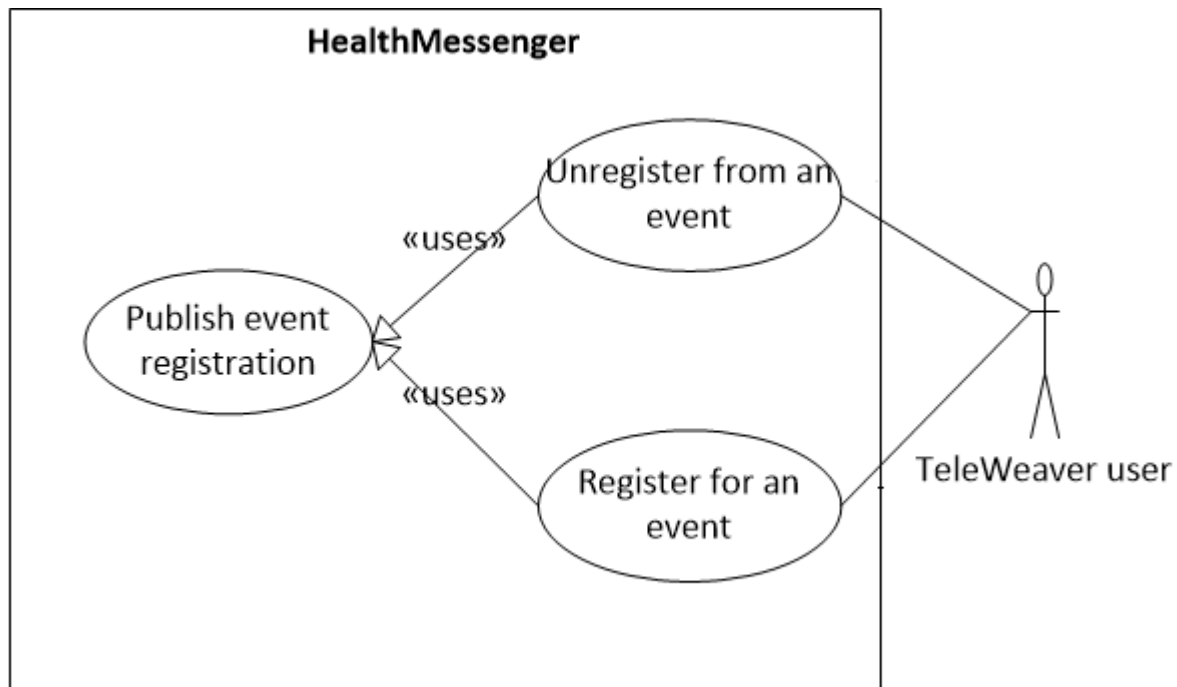 HealthMessenger
Unregister from an
event
«uses»
Publish event
registration
«uses»
Register for an
event
TeleWeaver user